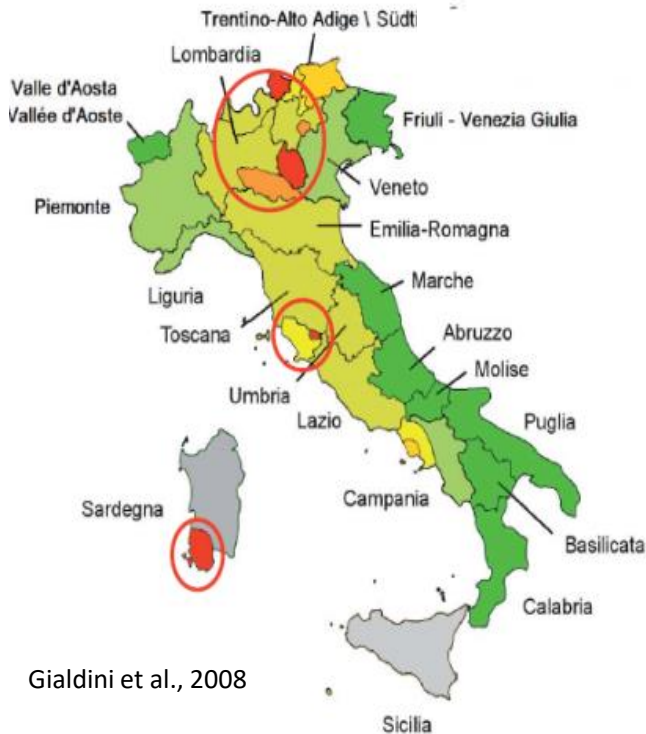 Trentino-Alto Adige \ Südti
Lombardia
Valle d'Aosta
Vallée d'Aoste
Friuli - Venezia Giulia
Veneto
Piemonte
Emilia-Romagna
Marche
Liguria
Toscana
Abruzzo
Molise
Umbria
Lazio
Puglia
Campania
Sardegna
Basilicata
Calabria
Gialdini et al., 2008
Sicilia